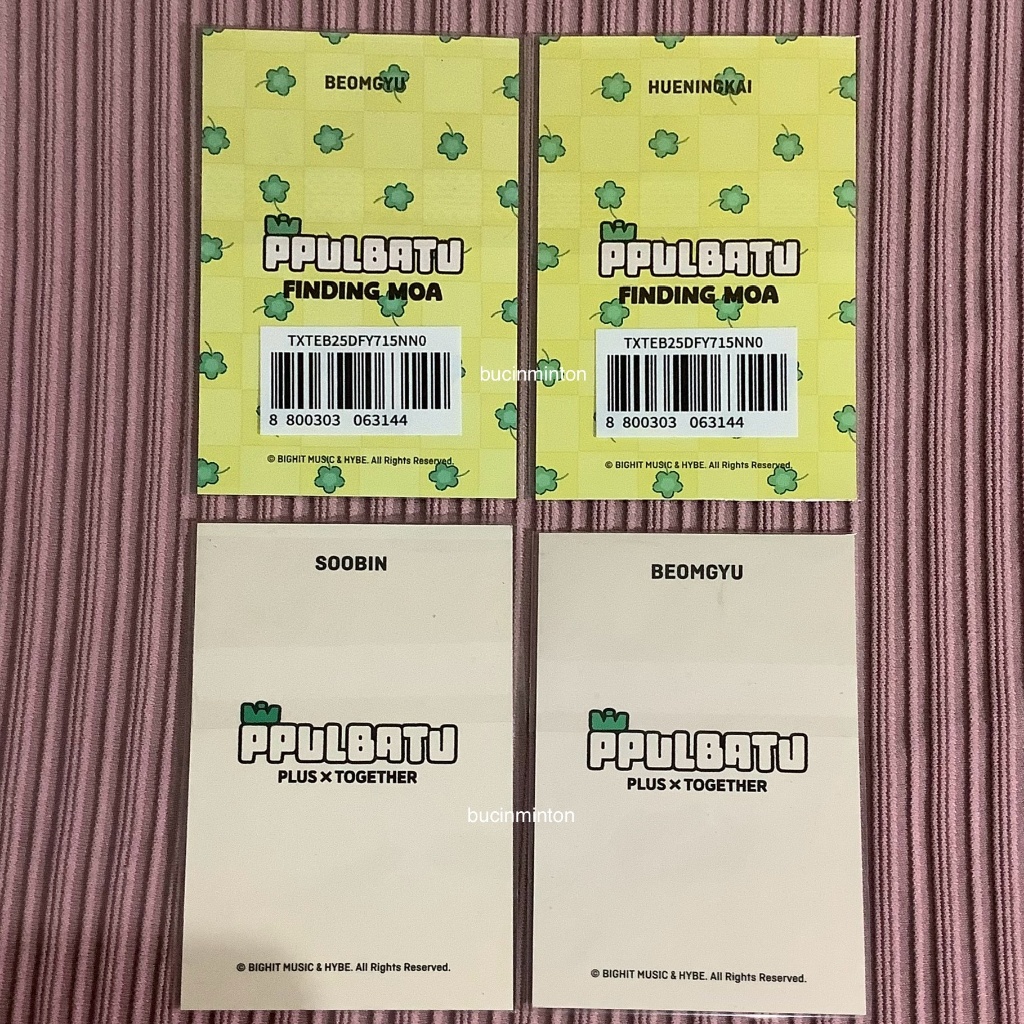 BEOMGYU
PPULBATU
FINDING MOA
TXTEB25DFY715NN0
8 800303 063144
© BIGHIT MUSIC & HYBE. All Rights Reserved.
HUENINGKAI
PPULBATU
FINDING MOA
TXTEB25DFY715NN0
8 800303 063144
© BIGHIT MUSIC & HYBE. All Rights Reserved.
bucinminton
SOOBIN
PPULBATU
PLUS × TOGETHER
© BIGHIT MUSIC & HYBE. All Rights Reserved.
BEOMGYU
PPULBATU
PLUS × TOGETHER
© BIGHIT MUSIC & HYBE. All Rights Reserved.
bucinminton